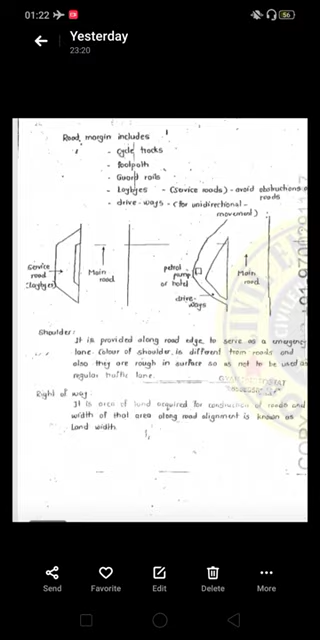 01:22
56
Yesterday
23:20
Road margin includes
- Cycle tracks
- Footpath
- Guard rails
- Laybyes - (Service roads) - avoid obstructions on roads
- drive-ways - (for unidirectional movement)
Service road (laybye)
Main road
petrol pump or hotel
Main road
drive-ways
Shoulder:
It is provided along road edge to serve as a emergency
lane. Colour of shoulder is different from roads and
also they are rough in surface so as not to be used as
regular traffic lane.
Right of way:
It is area of land acquired for construction of roads and
width of that area along road alignment is known as
Land width.
Send
Favorite
Edit
Delete
More